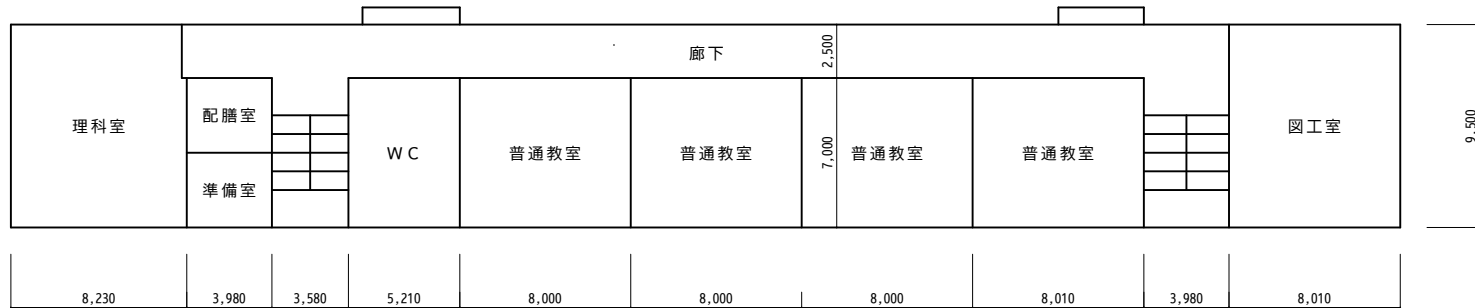 廊下
2,500
9,500
理科室
配膳室
準備室
WC
普通教室
普通教室
7,000
普通教室
普通教室
図工室
8,230
3,980
3,580
5,210
8,000
8,000
8,000
8,010
3,980
8,010